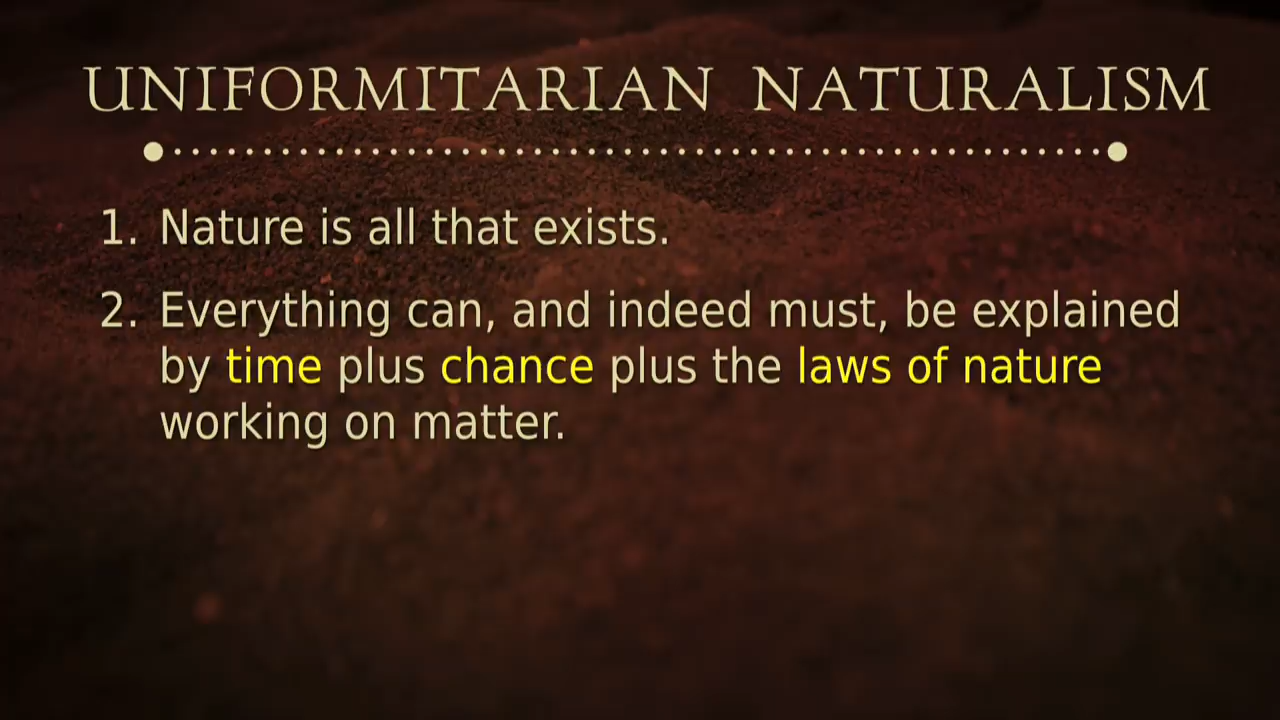 UNIFORMITARIAN NATURALISM
1. Nature is all that exists.
2. Everything can, and indeed must, be explained
by time plus chance plus the laws of nature
working on matter.